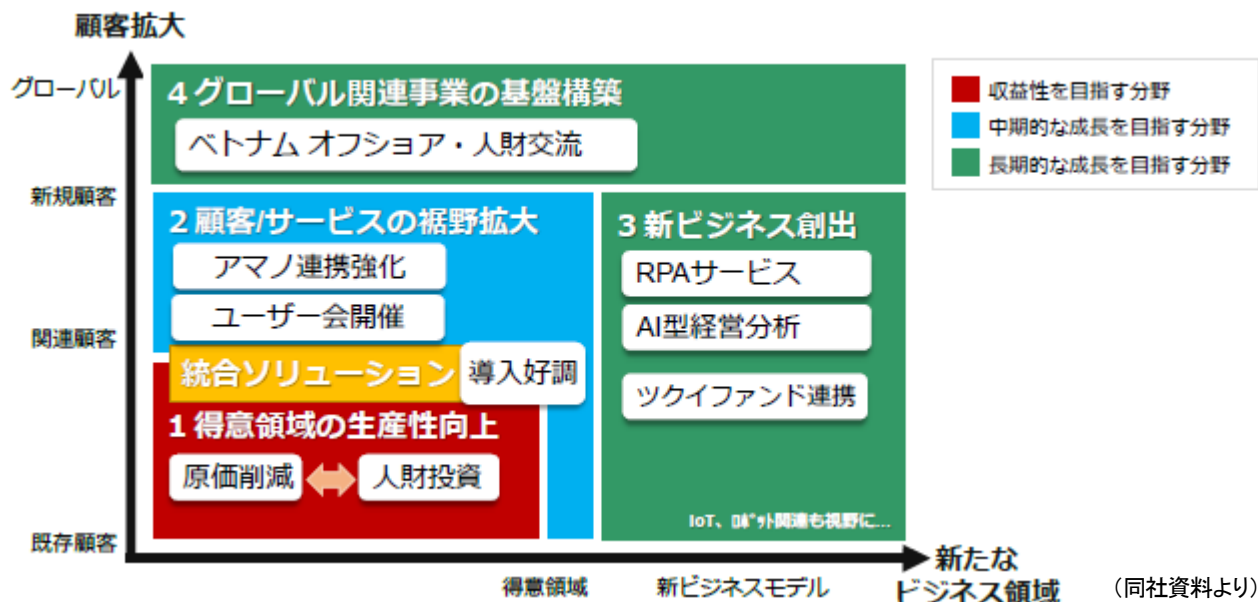 顧客拡大
グローバル
4 グローバル関連事業の基盤構築
ベトナム オフショア・人財交流
収益性を目指す分野
中期的な成長を目指す分野
長期的な成長を目指す分野
新規顧客
2 顧客/サービスの裾野拡大
アマノ連携強化
ユーザー会開催
3 新ビジネス創出
RPAサービス
AI型経営分析
ツクイファンド連携
関連顧客
統合ソリューション
導入好調
1 得意領域の生産性向上
原価削減
人財投資
IoT、ﾛﾎﾞｯﾄ関連も視野に...
既存顧客
得意領域
新ビジネスモデル
新たな
ビジネス領域
(同社資料より)